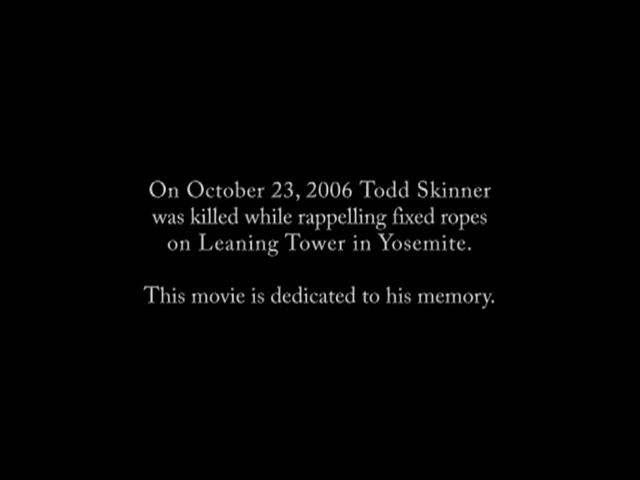 On October 23, 2006 Todd Skinner
was killed while rappelling fixed ropes
on Leaning Tower in Yosemite.
This movie is dedicated to his memory.